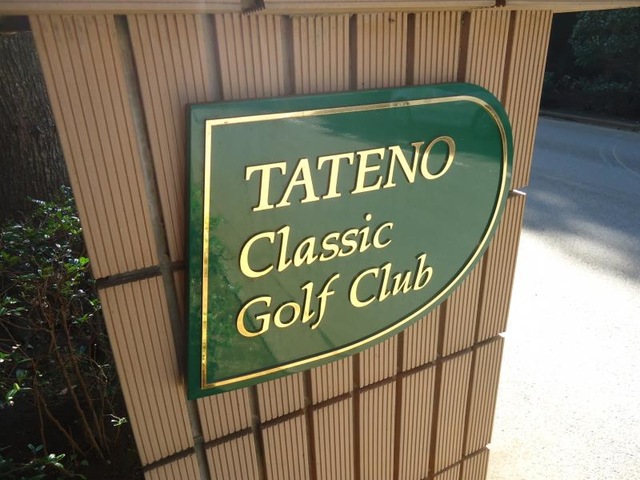 TATENO
Classic
Golf Club